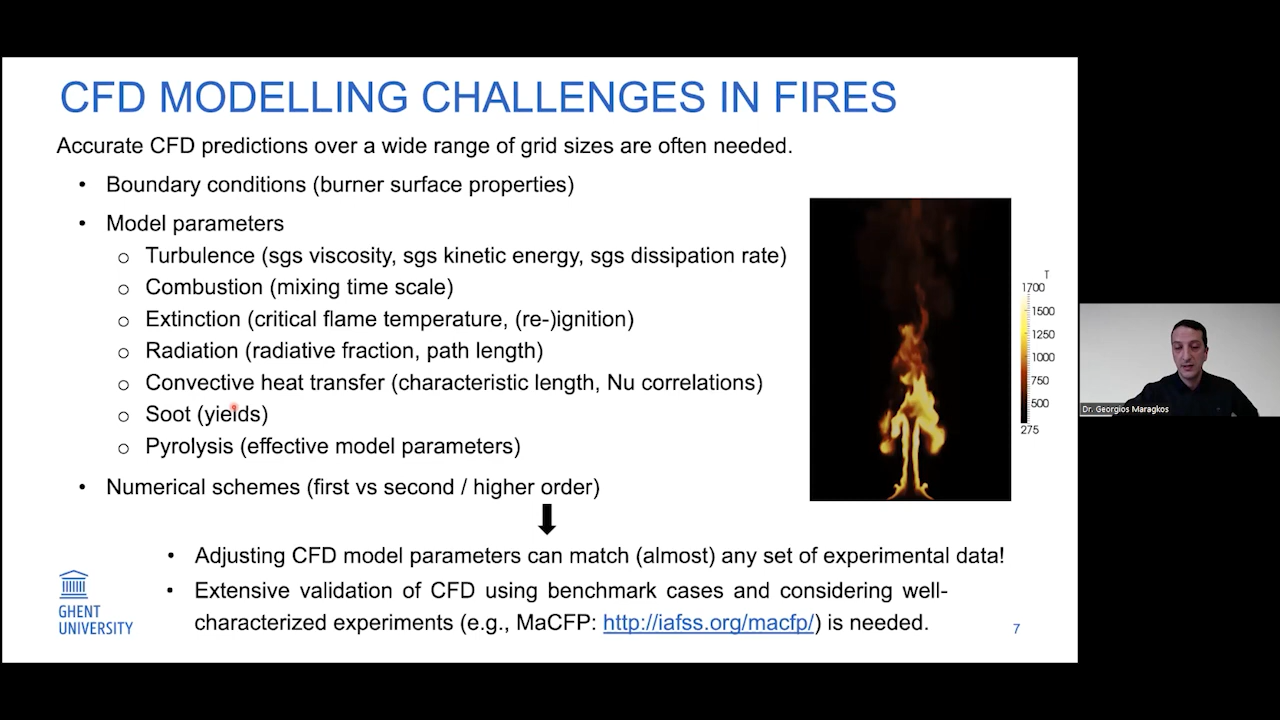 CFD MODELLING CHALLENGES IN FIRES
Accurate CFD predictions over a wide range of grid sizes are often needed.
• Boundary conditions (burner surface properties)
• Model parameters
o Turbulence (sgs viscosity, sgs kinetic energy, sgs dissipation rate)
o Combustion (mixing time scale)
o Extinction (critical flame temperature, (re-)ignition)
o Radiation (radiative fraction, path length)
o Convective heat transfer (characteristic length, Nu correlations)
o Soot (yields)
o Pyrolysis (effective model parameters)
• Numerical schemes (first vs second / higher order)
T
1700
1500
1250
1000
750
500
275
Dr. Georgios Maragkos
• Adjusting CFD model parameters can match (almost) any set of experimental data!
• Extensive validation of CFD using benchmark cases and considering well-
characterized experiments (e.g., MaCFP: http://iafss.org/macfp/) is needed.
GHENT
UNIVERSITY
7